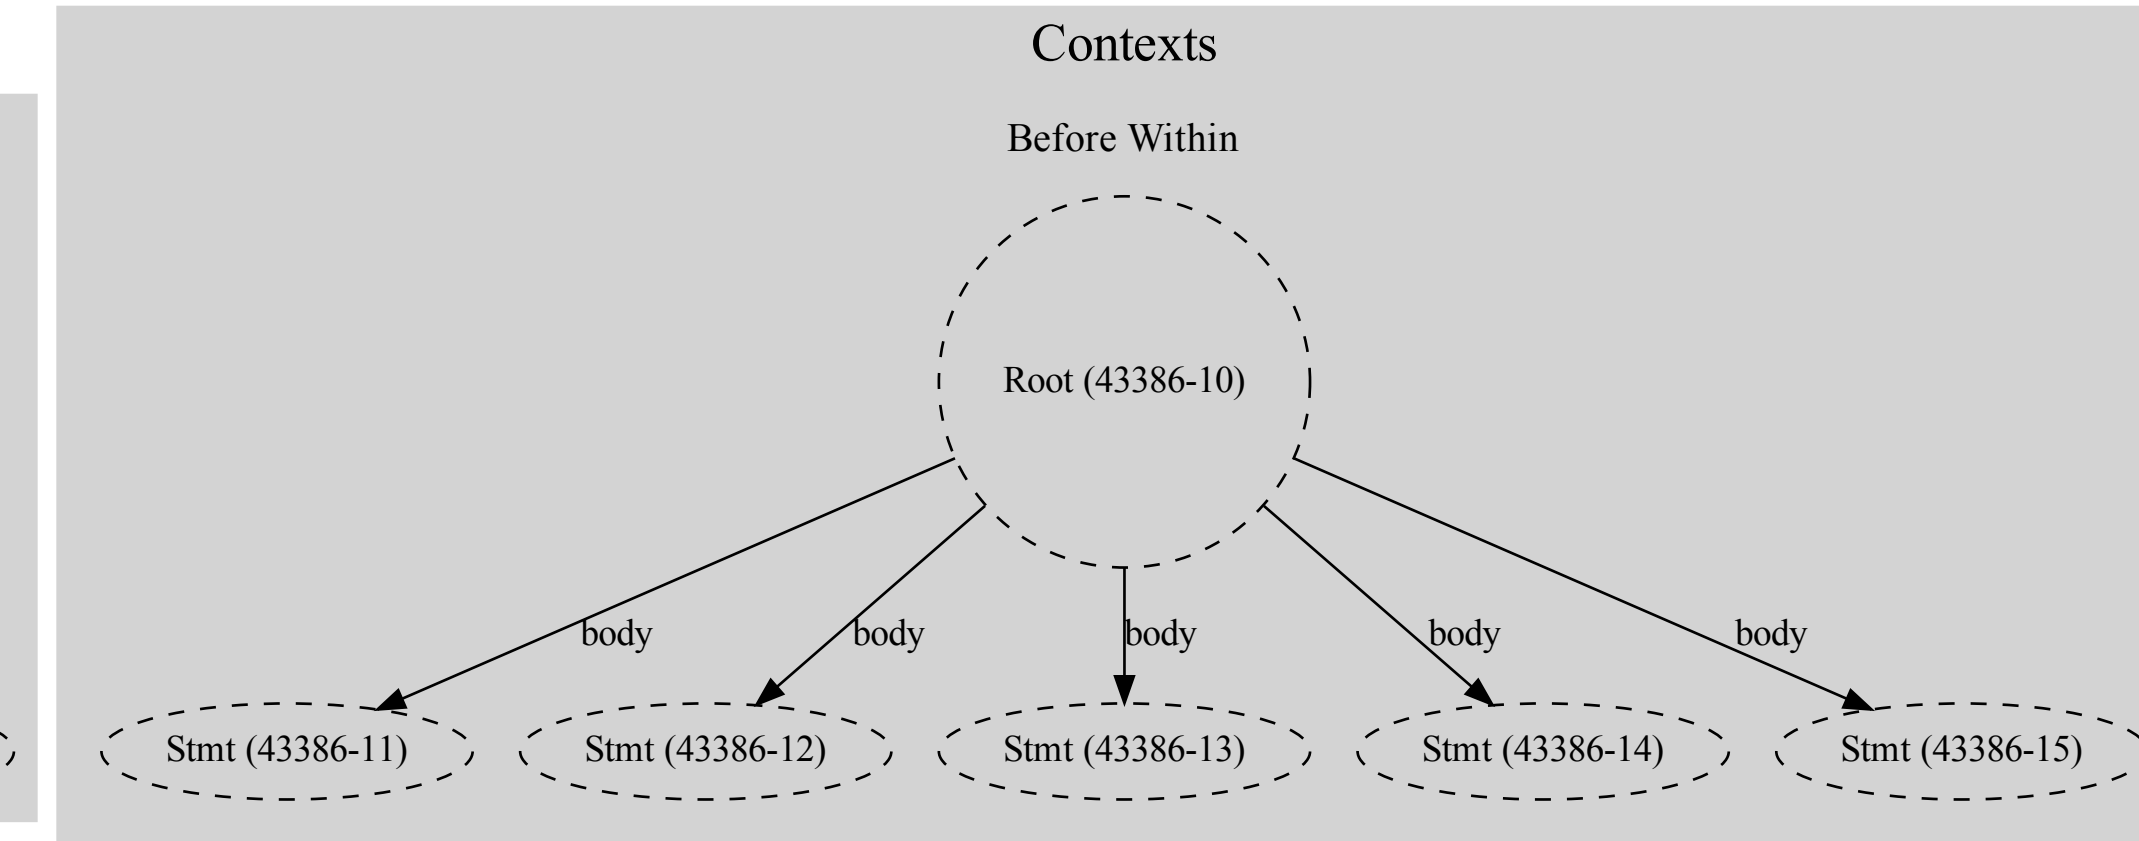 Contexts
Before Within
Root (43386-10)
body body body body body
Stmt (43386-11) Stmt (43386-12) Stmt (43386-13) Stmt (43386-14) Stmt (43386-15)